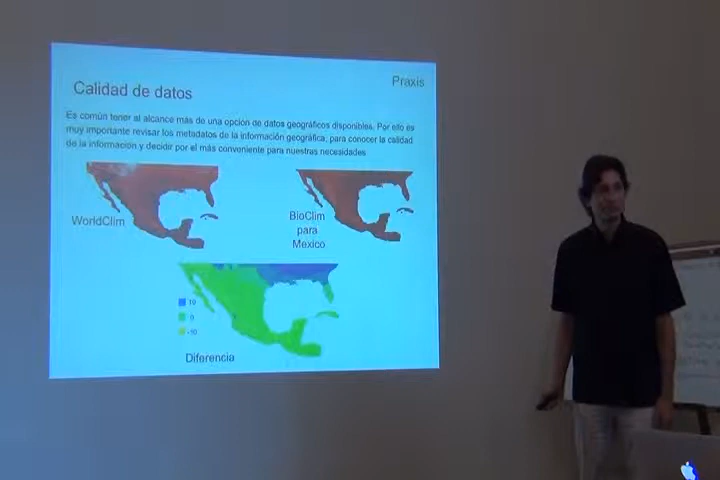 Praxis
Calidad de datos
Es común tener al alcance más de una opción de datos geográficos disponibles. Por ello es
muy importante revisar los metadatos de la información geográfica, para conocer la calidad
de la información y decidir por el más conveniente para nuestras necesidades
WorldClim
BioClim
para
Mexico
10
0
-10
Diferencia